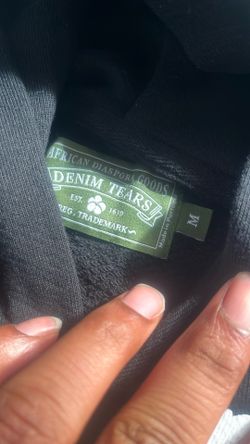 AFRICAN DIASPORA GOODS
DENIM TEARS
EST. 1619
REG. TRADEMARK
M